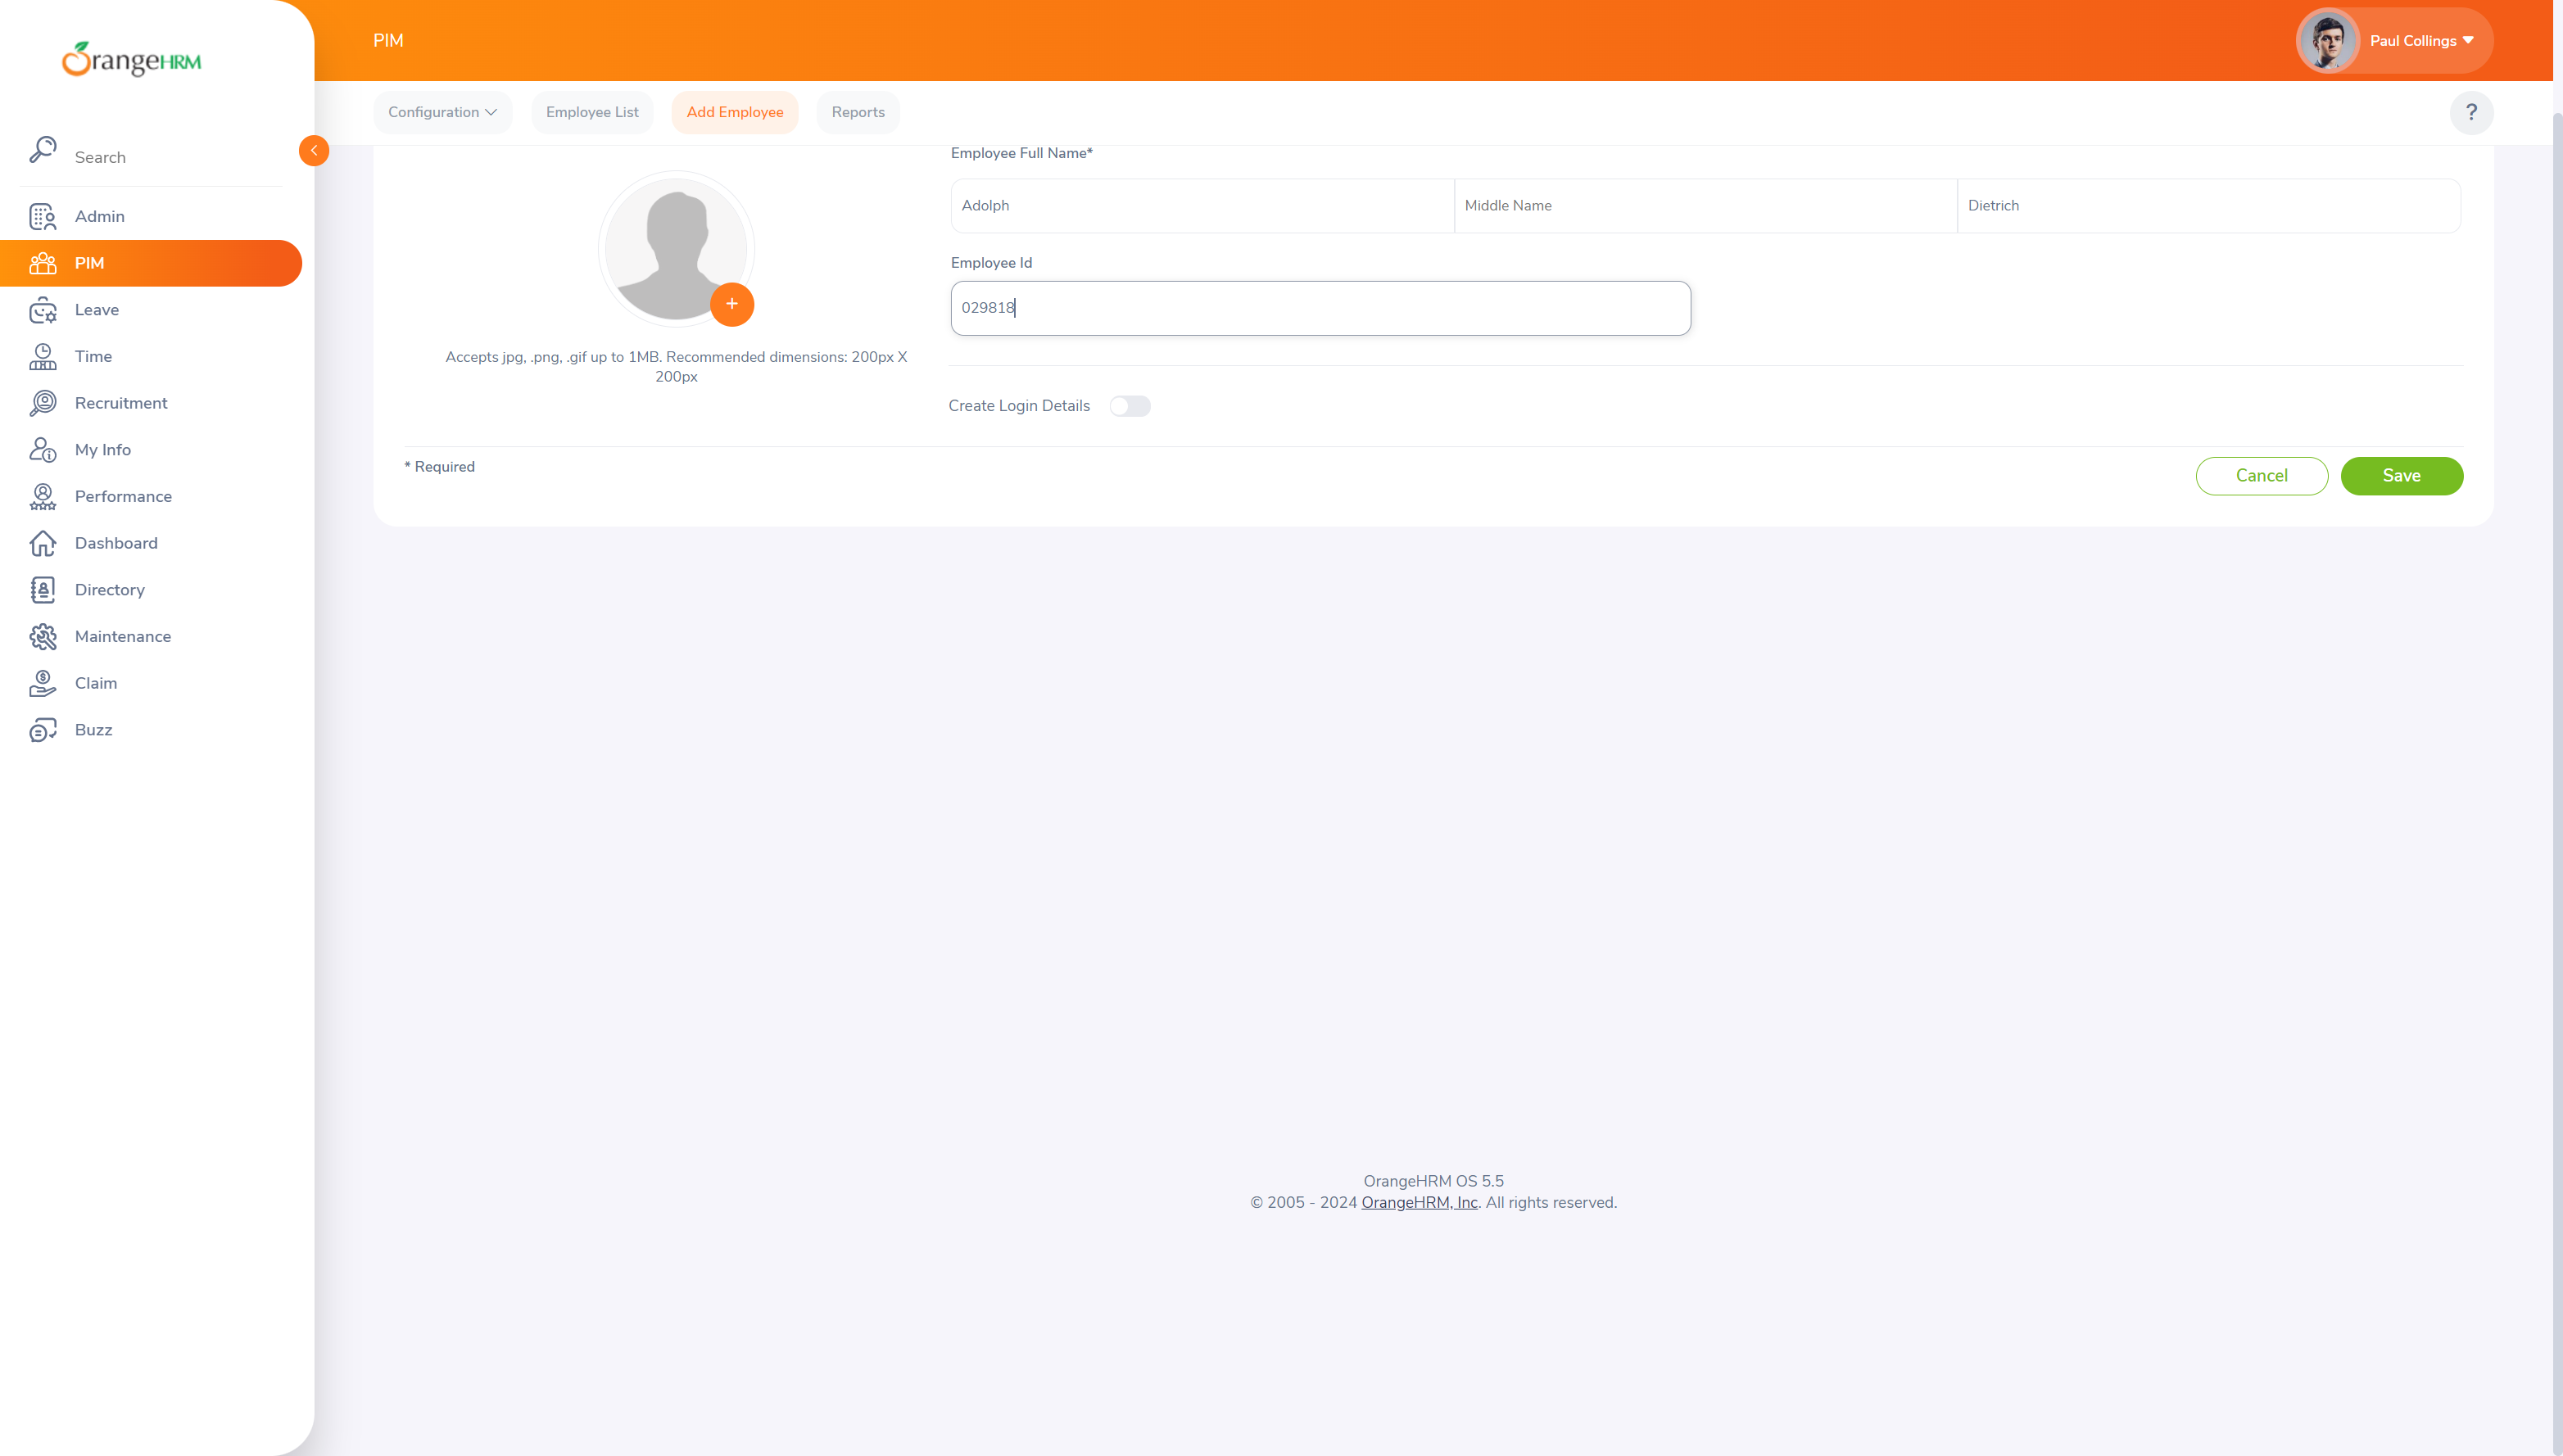 OrangeHRM
Search
Admin
PIM
Leave
Time
Recruitment
My Info
Performance
Dashboard
Directory
Maintenance
Claim
Buzz
PIM
Paul Collings
Configuration
Employee List
Add Employee
Reports
?
Accepts jpg, .png, .gif up to 1MB. Recommended dimensions: 200px X
200px
Employee Full Name*
Adolph
Middle Name
Dietrich
Employee Id
029818
Create Login Details
* Required
Cancel
Save
OrangeHRM OS 5.5
© 2005 - 2024 OrangeHRM, Inc. All rights reserved.